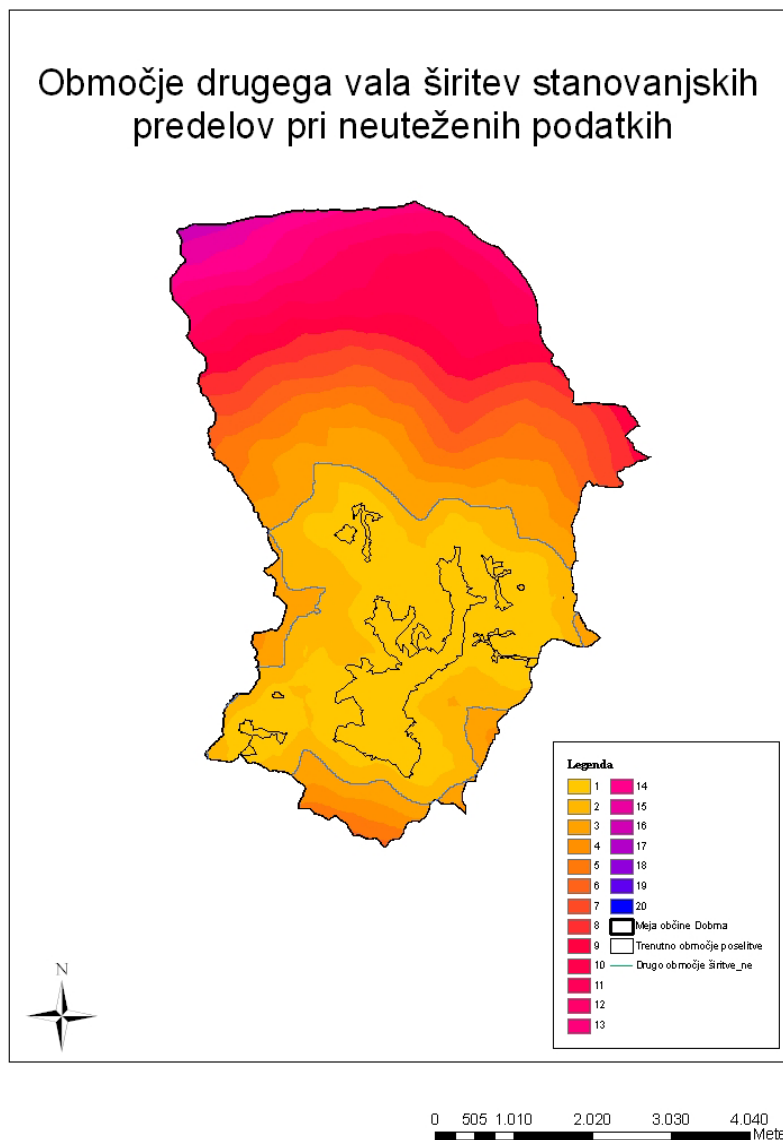 Območje drugega vala širitev stanovanjskih
predelov pri neuteženih podatkih
Legenda
1
2
3
4
5
6
7
8
9
10
11
12
13
14
15
16
17
18
19
20
Meja občine Dobrna
Trenutno območje poselitve
Drugo območje širitve_ne
N
0 505 1.010 2.020 3.030 4.040
Mete